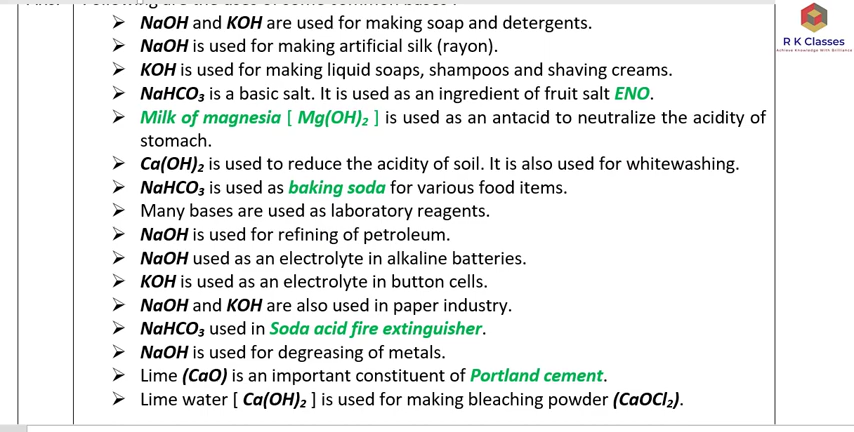 ➢ NaOH and KOH are used for making soap and detergents.
➢ NaOH is used for making artificial silk (rayon).
➢ KOH is used for making liquid soaps, shampoos and shaving creams.
➢ NaHCO₃ is a basic salt. It is used as an ingredient of fruit salt ENO.
➢ Milk of magnesia [ Mg(OH)₂ ] is used as an antacid to neutralize the acidity of
stomach.
➢ Ca(OH)₂ is used to reduce the acidity of soil. It is also used for whitewashing.
➢ NaHCO₃ is used as baking soda for various food items.
➢ Many bases are used as laboratory reagents.
➢ NaOH is used for refining of petroleum.
➢ NaOH used as an electrolyte in alkaline batteries.
➢ KOH is used as an electrolyte in button cells.
➢ NaOH and KOH are also used in paper industry.
➢ NaHCO₃ used in Soda acid fire extinguisher.
➢ NaOH is used for degreasing of metals.
➢ Lime (CaO) is an important constituent of Portland cement.
➢ Lime water [ Ca(OH)₂ ] is used for making bleaching powder (CaOCl₂).
R K Classes
Achieve Knowledge With Brilliance